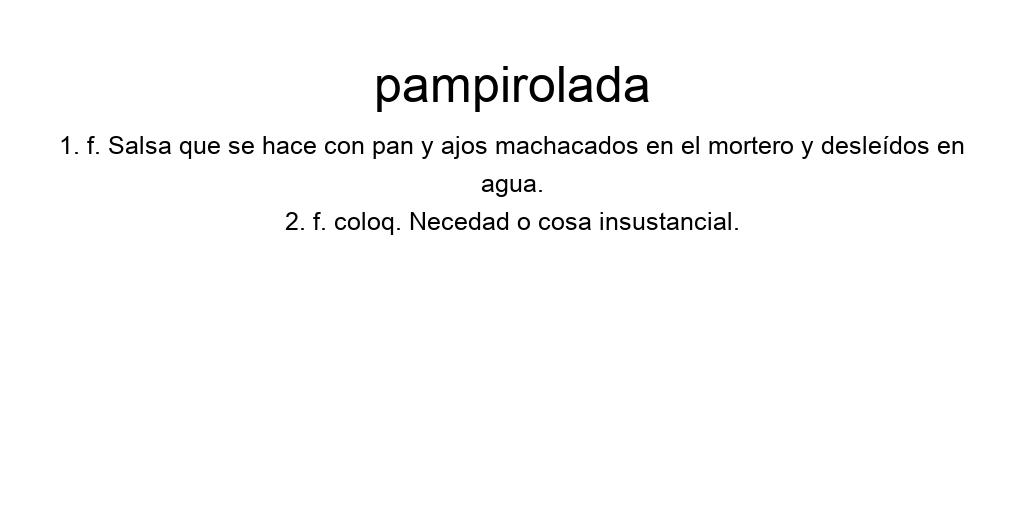 pampirolada
1. f. Salsa que se hace con pan y ajos machacados en el mortero y desleídos en
agua.
2. f. coloq. Necedad o cosa insustancial.